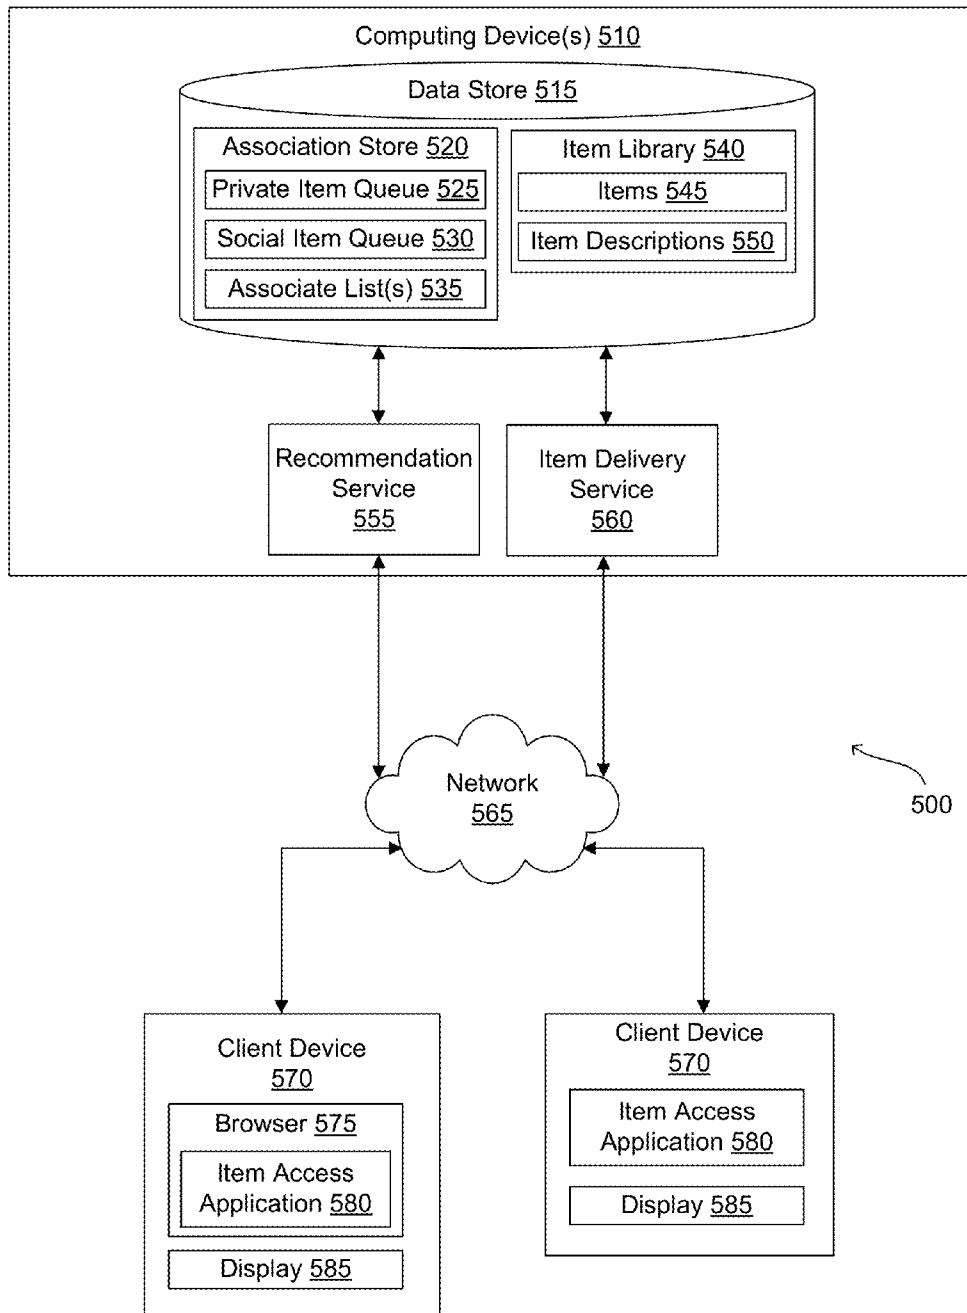 Computing Device(s) 510
Data Store 515
Association Store 520
Private Item Queue 525
Social Item Queue 530
Associate List(s) 535
Item Library 540
Items 545
Item Descriptions 550
Recommendation
Service
555
Item Delivery
Service
560
Network
565
500
Client Device
570
Browser 575
Item Access
Application 580
Display 585
Client Device
570
Item Access
Application 580
Display 585